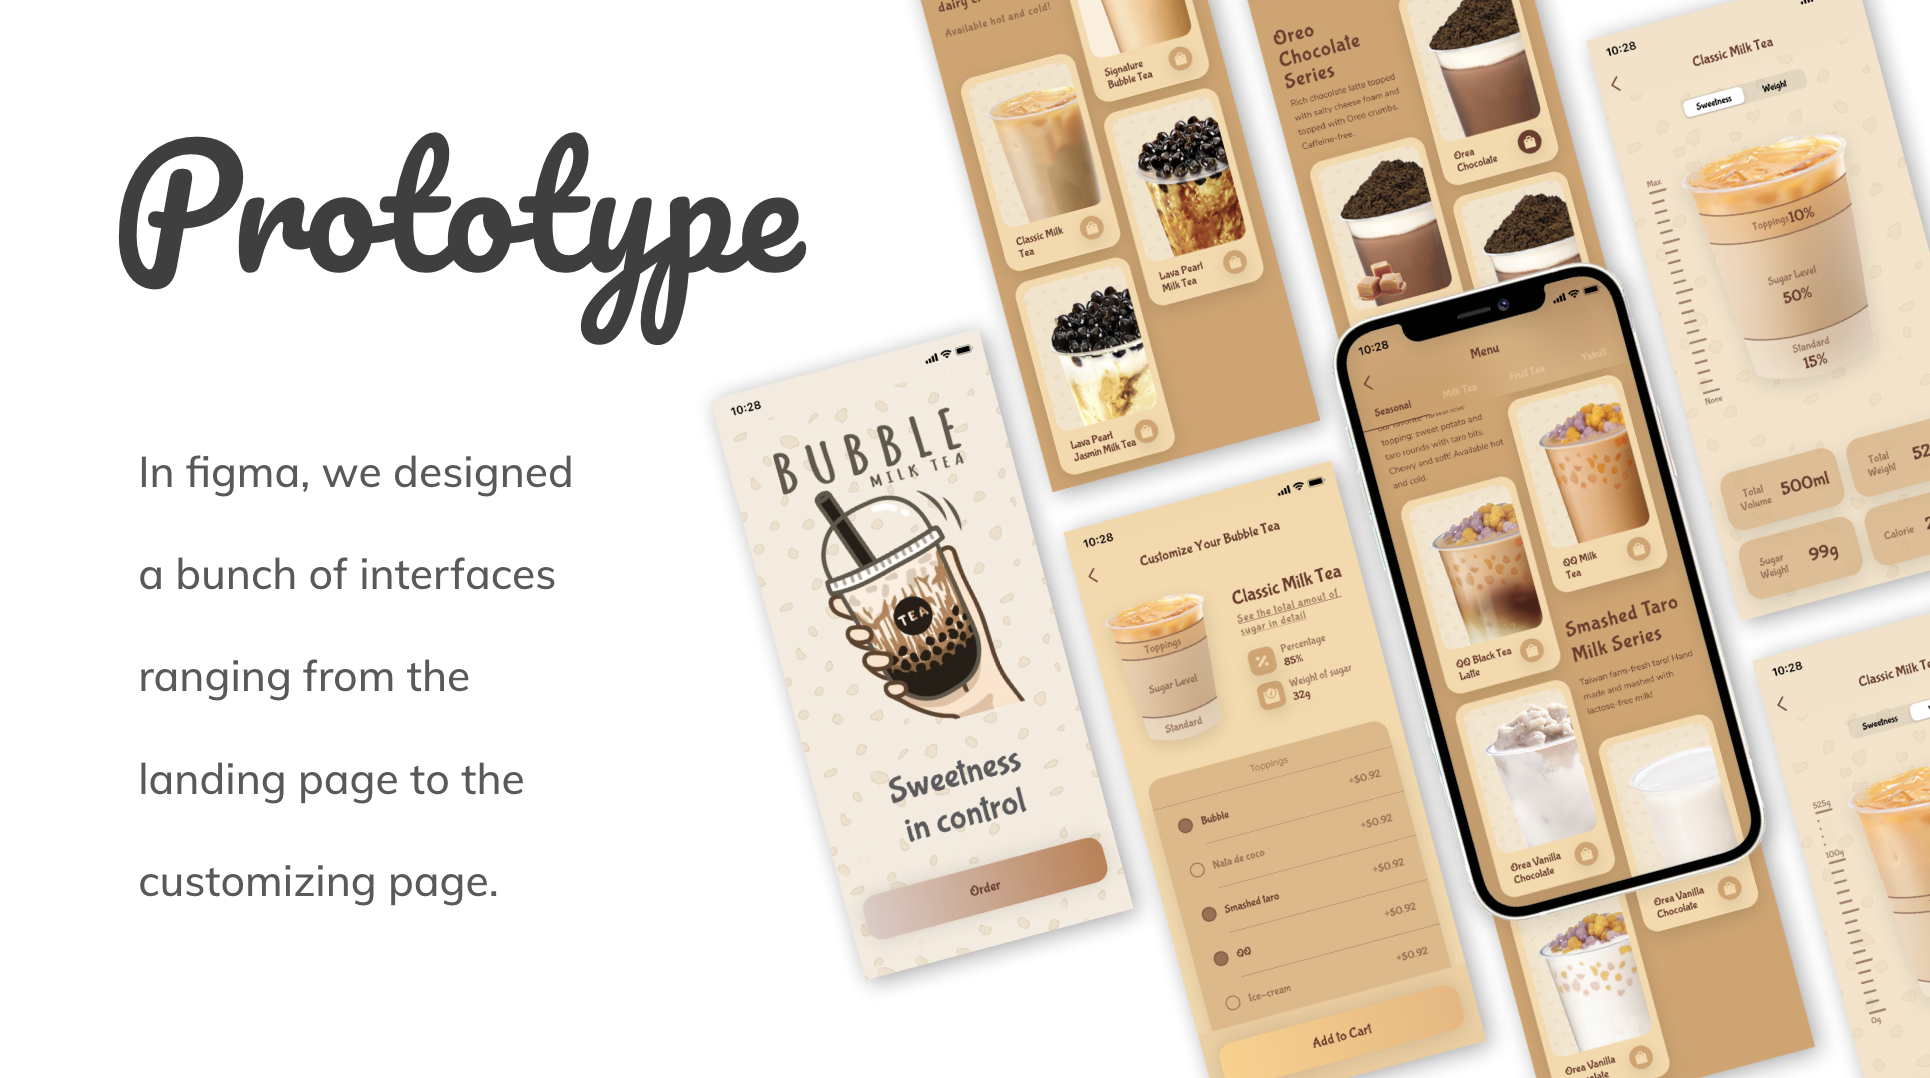 Prototype
In figma, we designed
a bunch of interfaces
ranging from the
landing page to the
customizing page.
10:28
BUBBLE
MILK TEA
TEA
Sweetness
in control
Order
Available hot and cold!
Signature
Bubble Tea
Classic Milk
Tea
Lava Pearl
Milk Tea
Lava Pearl
Jasmin Milk Tea
10:28
Customize Your Bubble Tea
Classic Milk Tea
See the total amout of
sugar in detail
Percentage
85%
Weight of sugar
32g
Toppings
Sugar Level
Standard
Toppings
Bubble +$0.92
Nata de coco +$0.92
Smashed taro +$0.92
QQ +$0.92
Ice-cream +$0.92
Add to Cart
Oreo
Chocolate
Series
Rich chocolate latte topped
with salty cheese foam and
topped with Oreo crumbs.
Caffeine-free.
Orea
Chocolate
10:28
Menu
Seasonal Milk Tea Fruit Tea Yakult
our favorite Taiwanese
topping: sweet potato and
taro rounds with taro bits.
Chewy and soft! Available hot
and cold.
QQ Milk
Tea
QQ Black Tea
Latte
Smashed Taro
Milk Series
Taiwan farm-fresh taro! Hand
made and mashed with
lactose-free milk!
Orea Vanilla
Chocolate
Orea Vanilla
Chocolate
Orea Vanilla
10:28
Classic Milk Tea
Sweetness Weight
Max
None
Toppings 10%
Sugar Level
50%
Standard
15%
Total
Volume 500ml
Total
Weight
Sugar
Weight 99g
Calorie
10:28
Classic Milk
Sweetness
525g
100g
0g